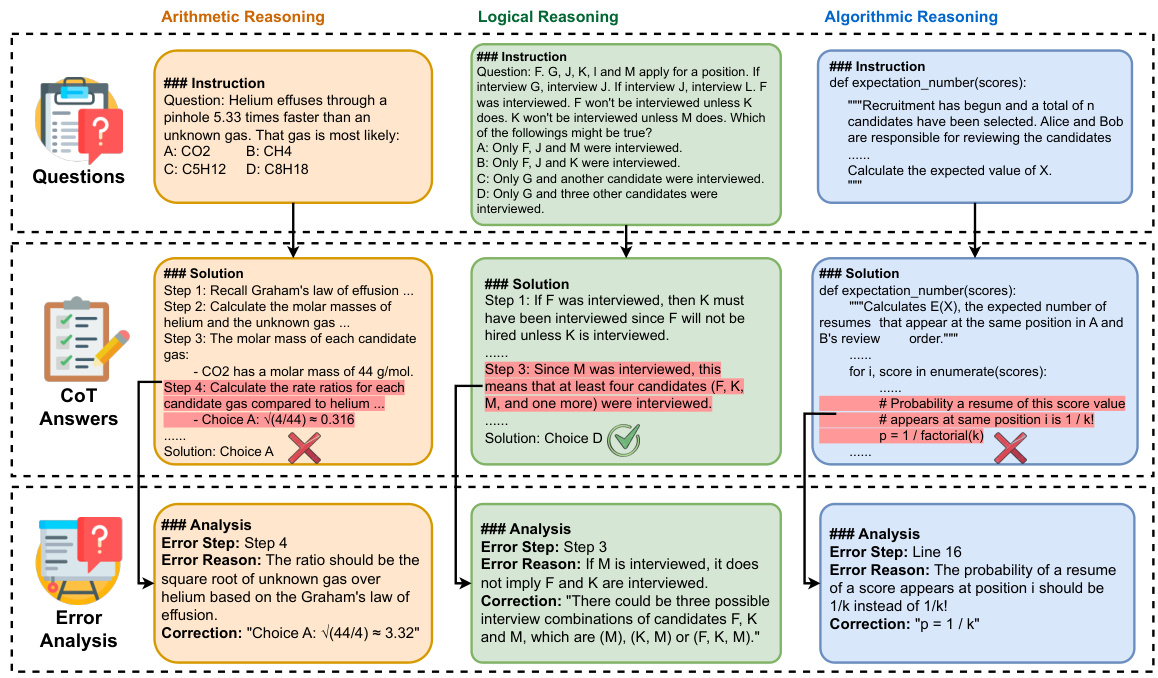 Arithmetic Reasoning
Logical Reasoning
Algorithmic Reasoning
Questions
### Instruction
Question: Helium effuses through a
pinhole 5.33 times faster than an
unknown gas. That gas is most likely:
A: CO2 B: CH4
C: C5H12 D: C8H18
### Instruction
Question: F. G, J, K, I and M apply for a position. If
interview G, interview J. If interview J, interview L. F
was interviewed. F won't be interviewed unless K
does. K won't be interviewed unless M does. Which
of the followings might be true?
A: Only F, J and M were interviewed.
B: Only F, J and K were interviewed.
C: Only G and another candidate were interviewed.
D: Only G and three other candidates were
interviewed.
### Instruction
def expectation_number(scores):
"""Recruitment has begun and a total of n
candidates have been selected. Alice and Bob
are responsible for reviewing the candidates
......
Calculate the expected value of X.
"""
CoT
Answers
### Solution
Step 1: Recall Graham's law of effusion ...
Step 2: Calculate the molar masses of
helium and the unknown gas ...
Step 3: The molar mass of each candidate
gas:
- CO2 has a molar mass of 44 g/mol.
Step 4: Calculate the rate ratios for each
candidate gas compared to helium ...
- Choice A: √(4/44) ≈ 0.316
......
Solution: Choice A
### Solution
Step 1: If F was interviewed, then K must
have been interviewed since F will not be
hired unless K is interviewed.
......
Step 3: Since M was interviewed, this
means that at least four candidates (F, K,
M, and one more) were interviewed.
......
Solution: Choice D
### Solution
def expectation_number(scores):
"""Calculates E(X), the expected number of
resumes that appear at the same position in A and
B's review order."""
......
for i, score in enumerate(scores):
......
# Probability a resume of this score value
# appears at same position i is 1 / k!
p = 1 / factorial(k)
......
Error
Analysis
### Analysis
Error Step: Step 4
Error Reason: The ratio should be the
square root of unknown gas over
helium based on the Graham's law of
effusion.
Correction: "Choice A: √(44/4) ≈ 3.32"
### Analysis
Error Step: Step 3
Error Reason: If M is interviewed, it does
not imply F and K are interviewed.
Correction: "There could be three possible
interview combinations of candidates F, K
and M, which are (M), (K, M) or (F, K, M)."
### Analysis
Error Step: Line 16
Error Reason: The probability of a resume
of a score appears at position i should be
1/k instead of 1/k!
Correction: "p = 1 / k"